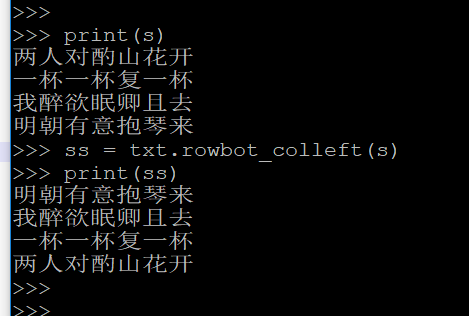 >>>
>>> print(s)
两人对酌山花开
一杯一杯复一杯
我醉欲眠卿且去
明朝有意抱琴来
>>> ss = txt.rowbot_colleft(s)
>>> print(ss)
明朝有意抱琴来
我醉欲眠卿且去
一杯一杯复一杯
两人对酌山花开
>>>
>>>